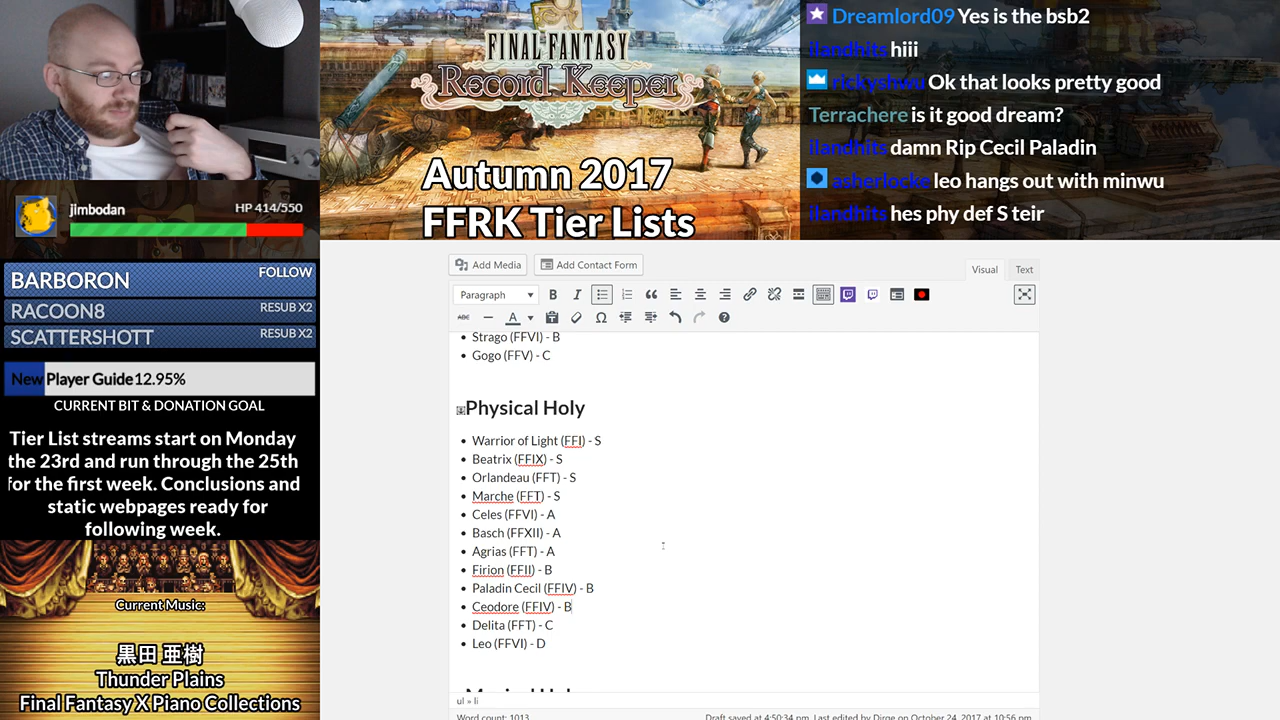 FINAL FANTASY
Record Keeper
Autumn 2017
FFRK Tier Lists
Dreamlord09 Yes is the bsb2
ilandhits hiii
rickyshwu Ok that looks pretty good
Terrachere is it good dream?
ilandhits damn Rip Cecil Paladin
asherlocke leo hangs out with minwu
ilandhits hes phy def S teir
jimbodan
HP 414/550
BARBORON FOLLOW
RACOON8 RESUB X2
SCATTERSHOTT RESUB X2
New Player Guide 12.95%
CURRENT BIT & DONATION GOAL
Tier List streams start on Monday
the 23rd and run through the 25th
for the first week. Conclusions and
static webpages ready for
following week.
Current Music:
黒田 亜樹
Thunder Plains
Final Fantasy X Piano Collections
Add Media
Add Contact Form
Visual
Text
Paragraph
B I
ABC
A
Strago (FFVI) - B
Gogo (FFV) - C
Physical Holy
Warrior of Light (FFI) - S
Beatrix (FFIX) - S
Orlandeau (FFT) - S
Marche (FFT) - S
Celes (FFVI) - A
Basch (FFXII) - A
Agrias (FFT) - A
Firion (FFII) - B
Paladin Cecil (FFIV) - B
Ceodore (FFIV) - B
Delita (FFT) - C
Leo (FFVI) - D
Magical Holy
ul » li
Word count: 1013
Draft saved at 4:50:34 pm. Last edited by Dirge on October 24, 2017 at 10:56 pm